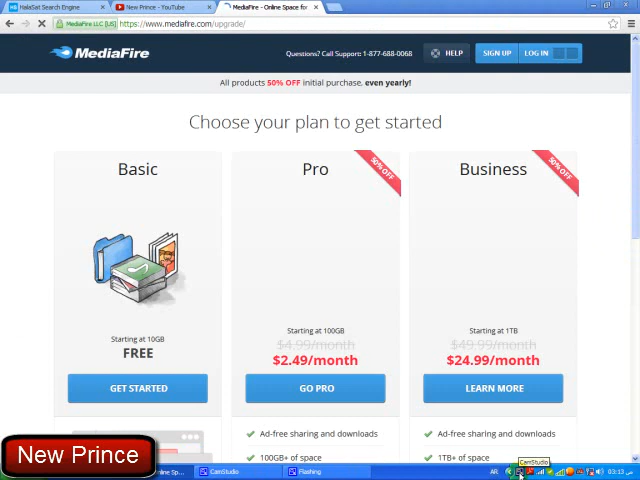 HalaSat Search Engine
New Prince - YouTube
MediaFire - Online Space for
MediaFire LLC [US]
https://www.mediafire.com/upgrade/
MediaFire
Questions? Call Support: 1-877-688-0068
HELP
SIGN UP
LOG IN
All products 50% OFF initial purchase, even yearly!
Choose your plan to get started
Basic
Starting at 10GB
FREE
GET STARTED
Pro
50% OFF
Starting at 100GB
$4.99/month
$2.49/month
GO PRO
Ad-free sharing and downloads
100GB+ of space
Business
50% OFF
Starting at 1TB
$49.99/month
$24.99/month
LEARN MORE
Ad-free sharing and downloads
1TB+ of space
New Prince
Online Sp...
CamStudio
Flashing
AR
CamStudio
03:13 ص